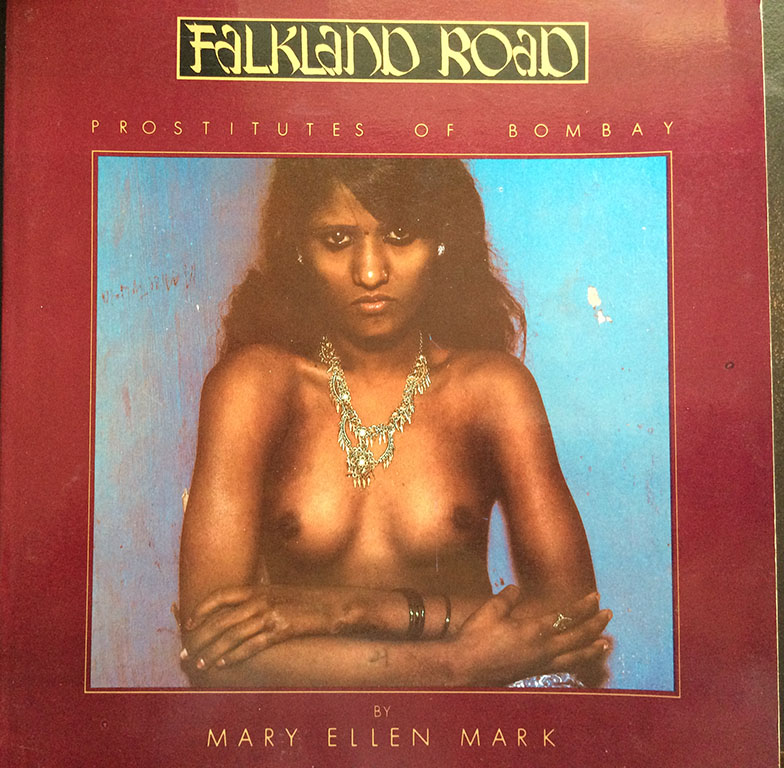 FALKLAND ROAD
PROSTITUTES OF BOMBAY
BY
MARY ELLEN MARK